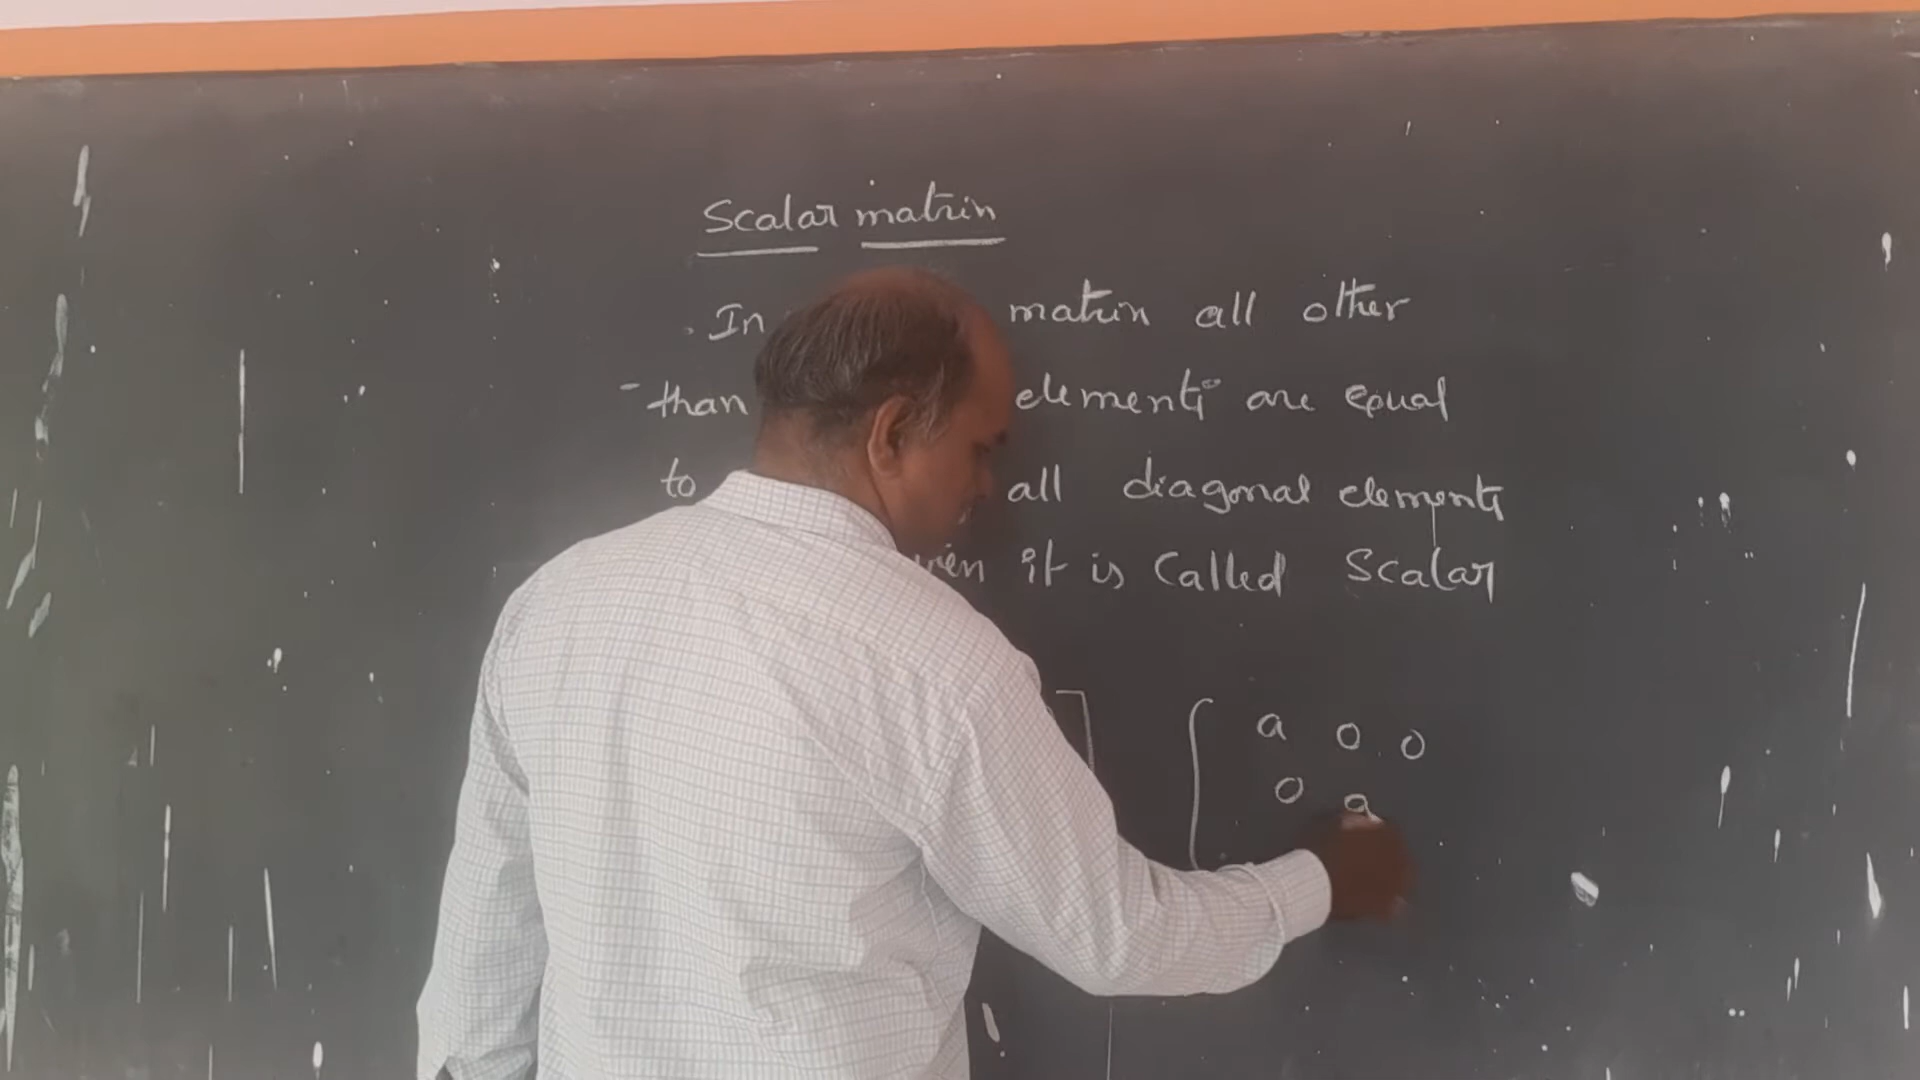 Scalar matrix
In matrix all other
than elements are equal
to all diagonal elements
it is called Scalar
a 0 0
0 a